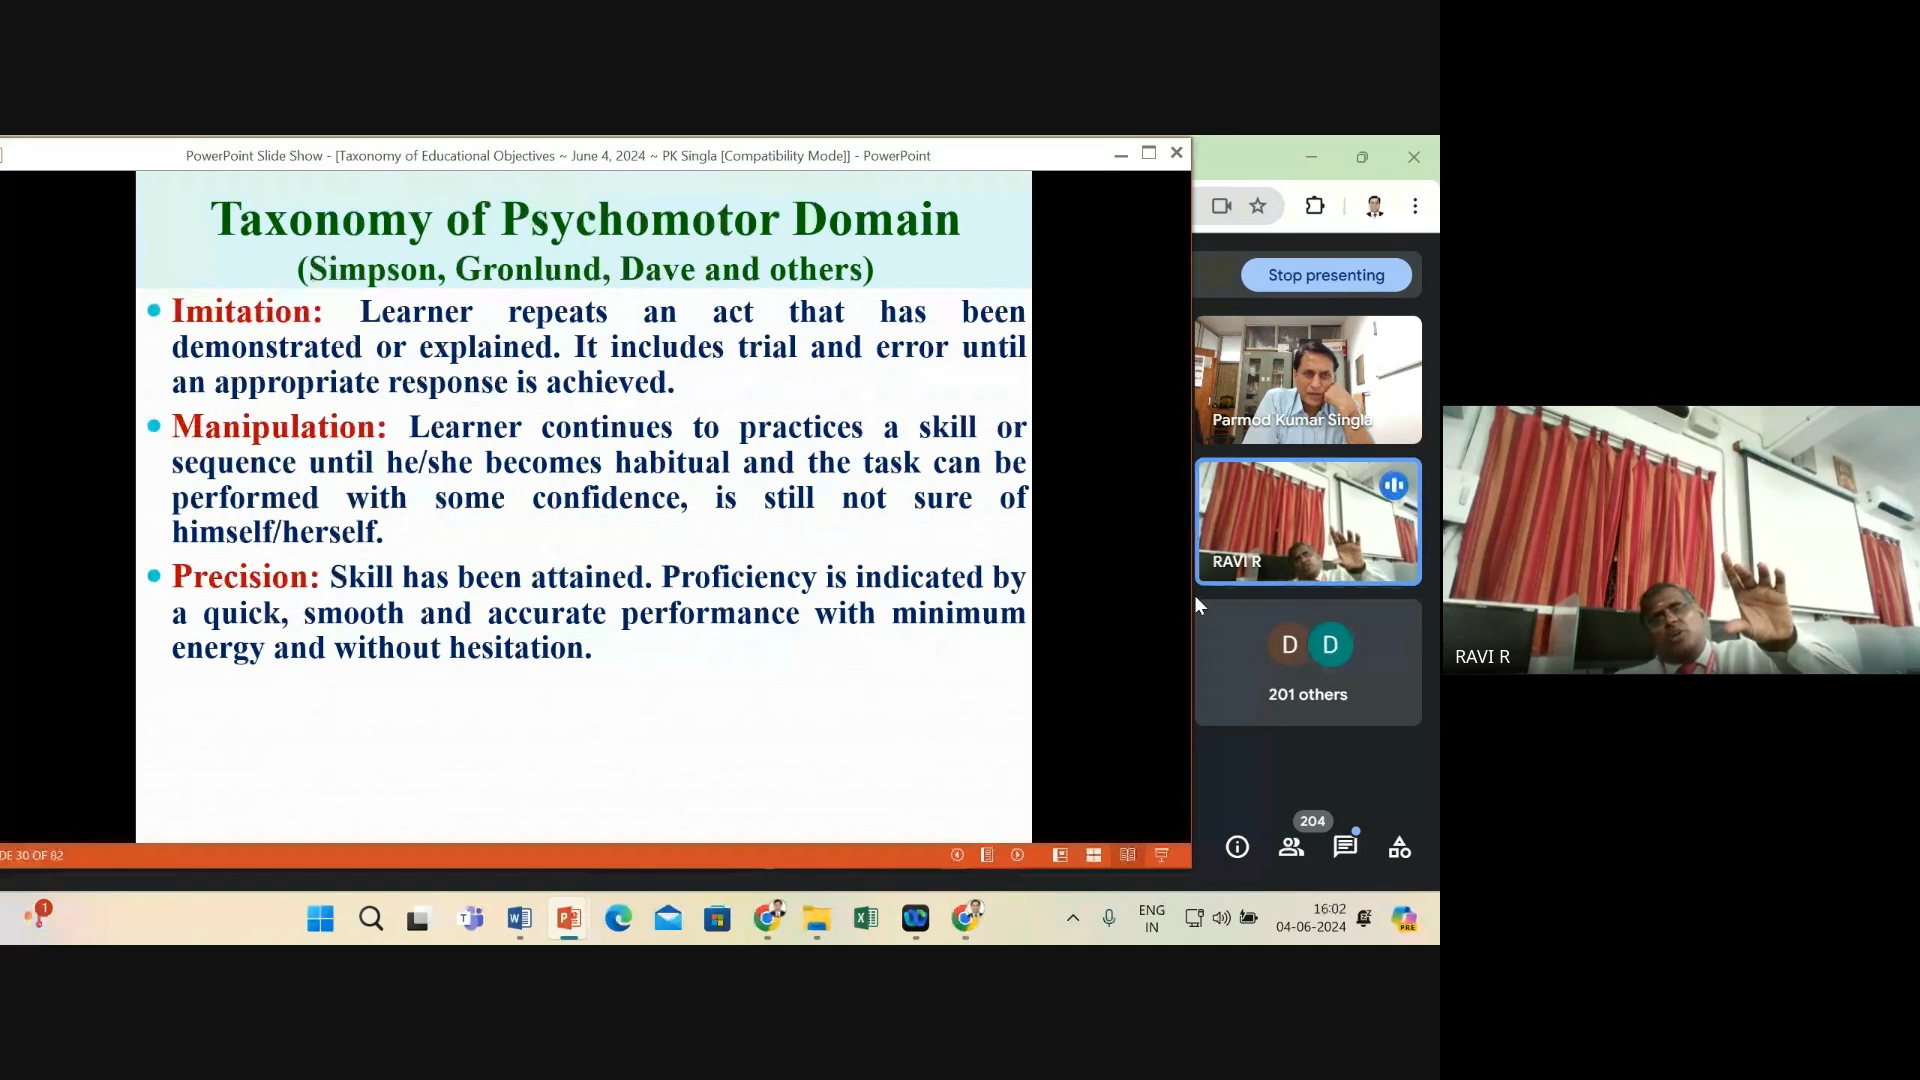 PowerPoint Slide Show - [Taxonomy of Educational Objectives ~ June 4, 2024 ~ PK Singla [Compatibility Mode]] - PowerPoint
Taxonomy of Psychomotor Domain
(Simpson, Gronlund, Dave and others)
Imitation: Learner repeats an act that has been
demonstrated or explained. It includes trial and error until
an appropriate response is achieved.
Manipulation: Learner continues to practices a skill or
sequence until he/she becomes habitual and the task can be
performed with some confidence, is still not sure of
himself/herself.
Precision: Skill has been attained. Proficiency is indicated by
a quick, smooth and accurate performance with minimum
energy and without hesitation.
DE 30 OF 82
Stop presenting
Parmod Kumar Singla
RAVI R
D D
201 others
204
RAVI R
1
ENG
IN
16:02
04-06-2024
PRE